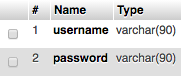 # Name Type
1 username varchar(90)
2 password varchar(90)